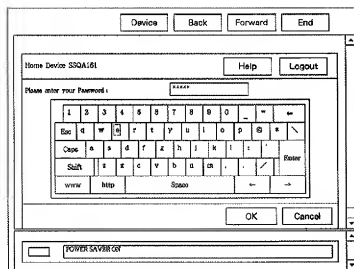 Device Back Forward End
Home Device SSQA161 Help Logout
Please enter your Password : *****
1 2 3 4 5 6 7 8 9 0 _ ←
Esc q w e r t y u i o p @ * \
Caps a s d f g h j k l ; :
Shift z x c v b n m , . / Enter
www http Space ← →
OK Cancel
POWER SAVER ON